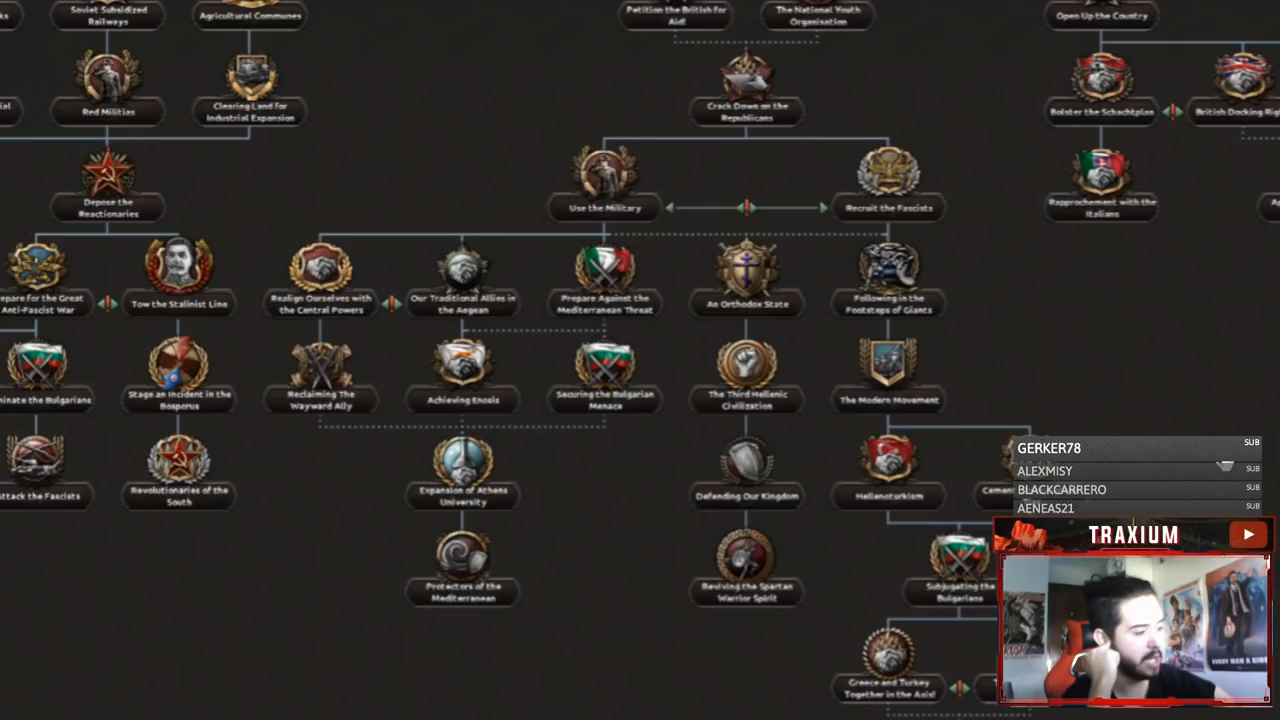 Soviet Subsidized
Railways
Agricultural Communes
Petition the British for
Aid!
The National Youth
Organisation
Open Up the Country
Red Militias
Clearing Land for
Industrial Expansion
Crack Down on the
Republicans
Bolster the Schachtplan
British Docking Rig
Depose the
Reactionaries
Use the Military
Recruit the Fascists
Rapprochement with the
Italians
epare for the Great
Anti-Fascist War
Tow the Stalinist Line
Realign Ourselves with
the Central Powers
Our Traditional Allies in
the Aegean
Prepare Against the
Mediterranean Threat
An Orthodox State
Following in the
Footsteps of Giants
minate the Bulgarians
Stage an Incident in the
Bosporus
Reclaiming The
Wayward Ally
Achieving Enosis
Securing the Bulgarian
Menace
The Third Hellenic
Civilization
The Modern Movement
Attack the Fascists
Revolutionaries of the
South
Expansion of Athens
University
Defending Our Kingdom
Hellenoturkism
Cemen
GERKER78 SUB
ALEXMISY SUB
BLACKCARRERO SUB
AENEAS21 SUB
TRAXIUM
Protectors of the
Mediterranean
Reviving the Spartan
Warrior Spirit
Subjugating the
Bulgarians
Greece and Turkey
Together in the Axis!